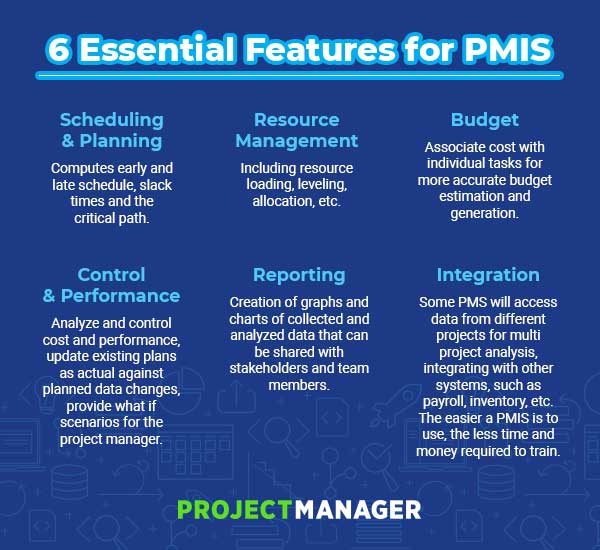 6 Essential Features for PMIS
Scheduling
& Planning
Computes early and
late schedule, slack
times and the
critical path.
Resource
Management
Including resource
loading, leveling,
allocation, etc.
Budget
Associate cost with
individual tasks for
more accurate budget
estimation and
generation.
Control
& Performance
Analyze and control
cost and performance,
update existing plans
as actual against
planned data changes,
provide what if
scenarios for the
project manager.
Reporting
Creation of graphs and
charts of collected and
analyzed data that can
be shared with
stakeholders and team
members.
Integration
Some PMS will access
data from different
projects for multi
project analysis,
integrating with other
systems, such as
payroll, inventory, etc.
The easier a PMIS is to
use, the less time and
money required to train.
PROJECTMANAGER